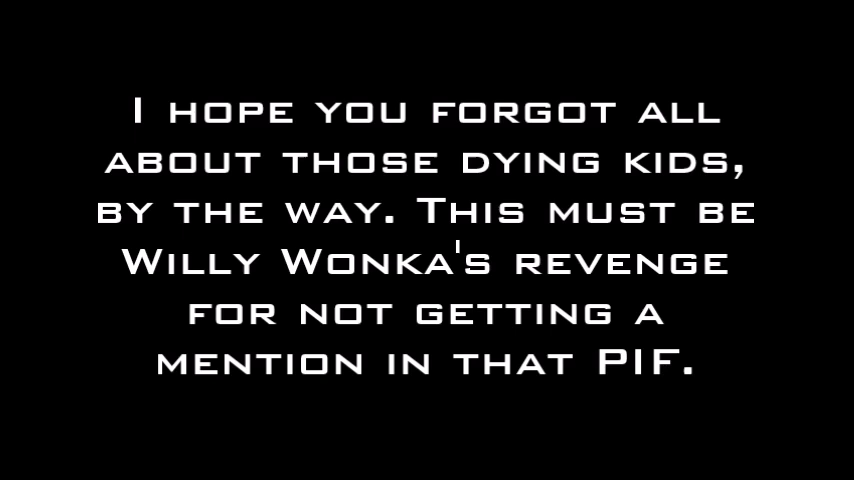 I hope you forgot all
about those dying kids,
by the way. This must be
Willy Wonka's revenge
for not getting a
mention in that PIF.